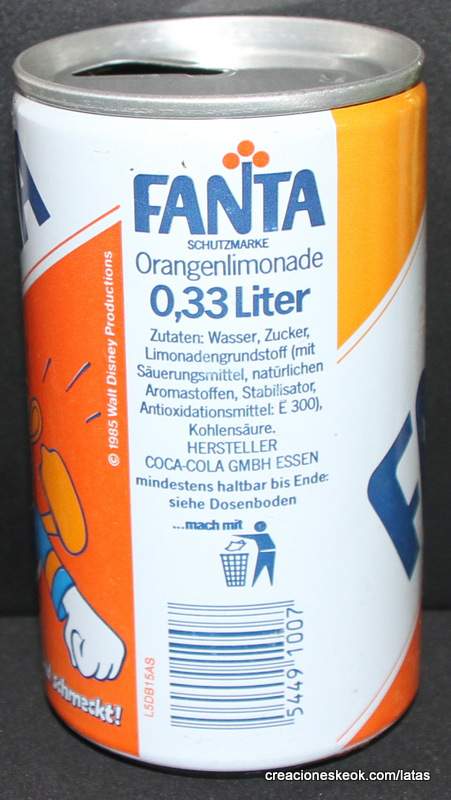 FANTA
SCHUTZMARKE
Orangenlimonade
0,33 Liter
Zutaten: Wasser, Zucker,
Limonadengrundstoff (mit
Säuerungsmittel, natürlichen
Aromastoffen, Stabilisator,
Antioxidationsmittel: E 300),
Kohlensäure.
HERSTELLER
COCA-COLA GMBH ESSEN
mindestens haltbar bis Ende:
siehe Dosenboden
...mach mit
5449 1007
L5DB15AS
© 1985 Walt Disney Productions
schmeckt!
creacioneskeok.com/latas